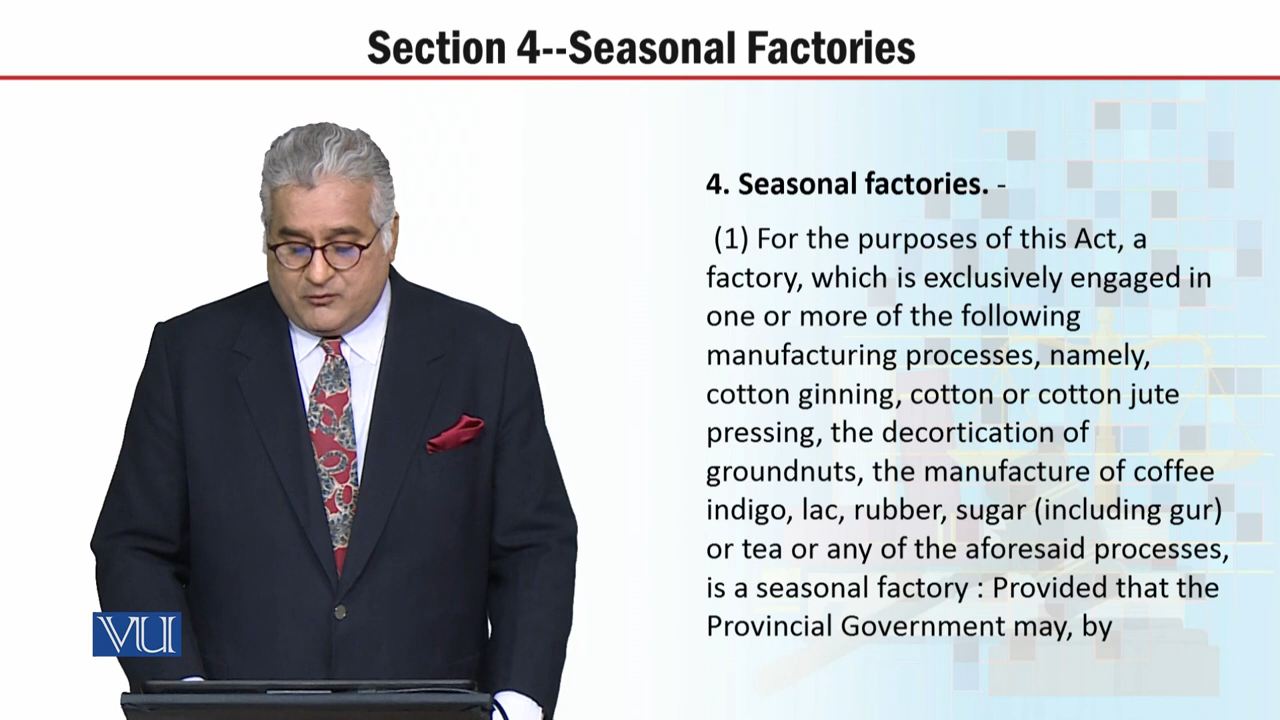 Section 4--Seasonal Factories
4. Seasonal factories. -
(1) For the purposes of this Act, a
factory, which is exclusively engaged in
one or more of the following
manufacturing processes, namely,
cotton ginning, cotton or cotton jute
pressing, the decortication of
groundnuts, the manufacture of coffee
indigo, lac, rubber, sugar (including gur)
or tea or any of the aforesaid processes,
is a seasonal factory : Provided that the
Provincial Government may, by
VU